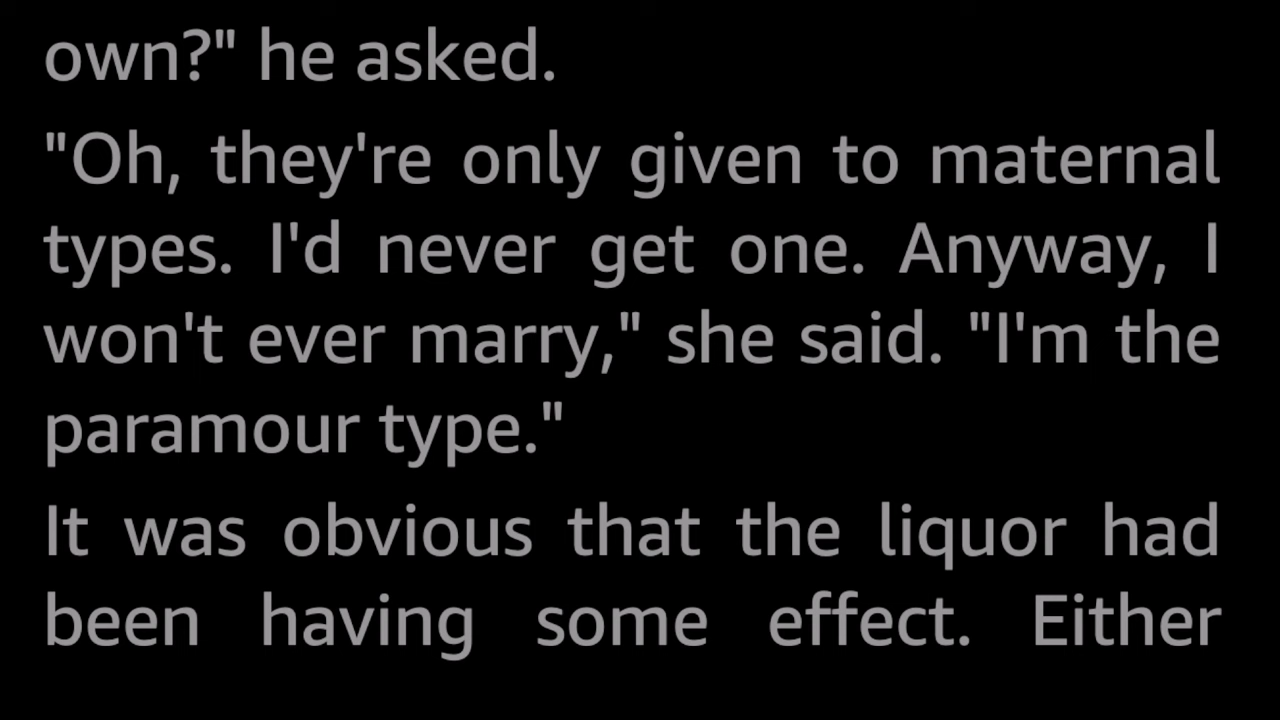 own?" he asked.
"Oh, they're only given to maternal
types. I'd never get one. Anyway, I
won't ever marry," she said. "I'm the
paramour type."
It was obvious that the liquor had
been having some effect. Either